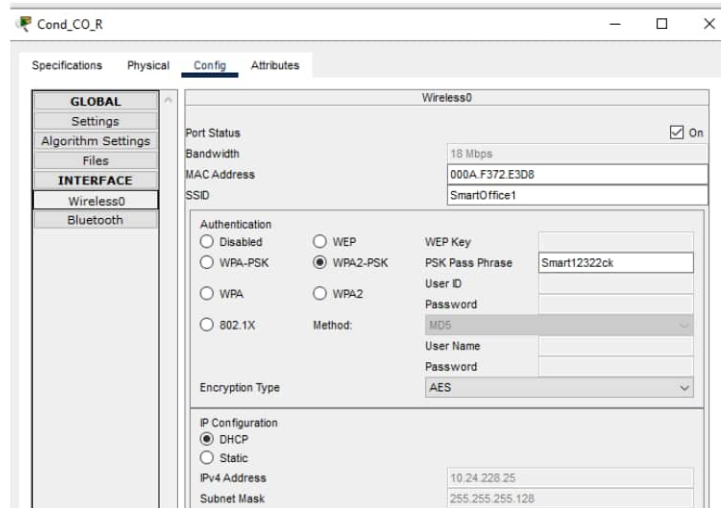 Cond_CO_R
Specifications Physical Config Attributes
GLOBAL
Settings
Algorithm Settings
Files
INTERFACE
Wireless0
Bluetooth
Wireless0
Port Status On
Bandwidth 18 Mbps
MAC Address 000A.F372.E3D8
SSID SmartOffice1
Authentication
Disabled WEP WEP Key
WPA-PSK WPA2-PSK PSK Pass Phrase Smart12322ck
User ID
WPA WPA2
Password
802.1X Method: MD5
User Name
Password
Encryption Type AES
IP Configuration
DHCP
Static
IPv4 Address 10.24.228.25
Subnet Mask 255.255.255.128